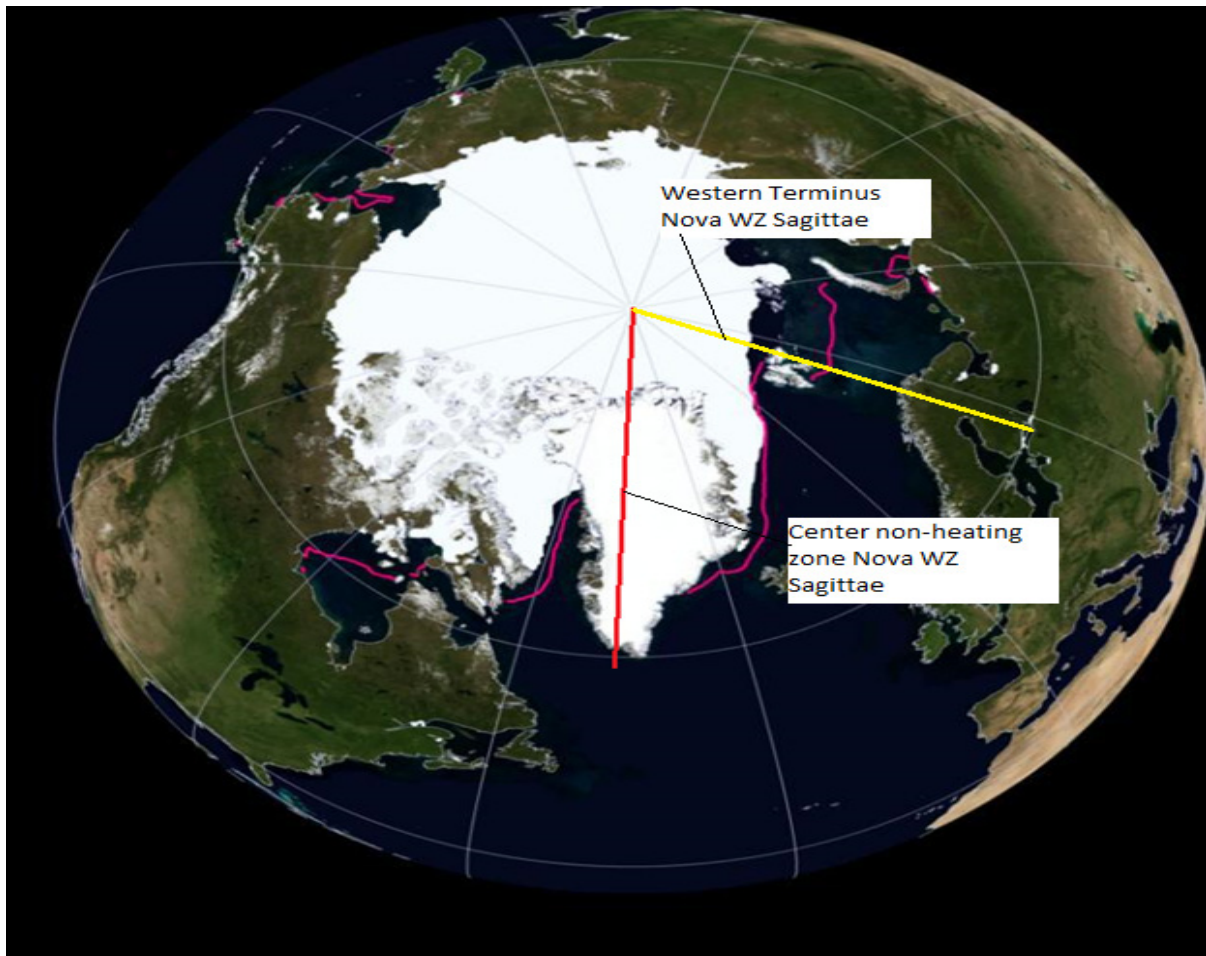 Western Terminus
Nova WZ Sagittae
Center non-heating
zone Nova WZ
Sagittae